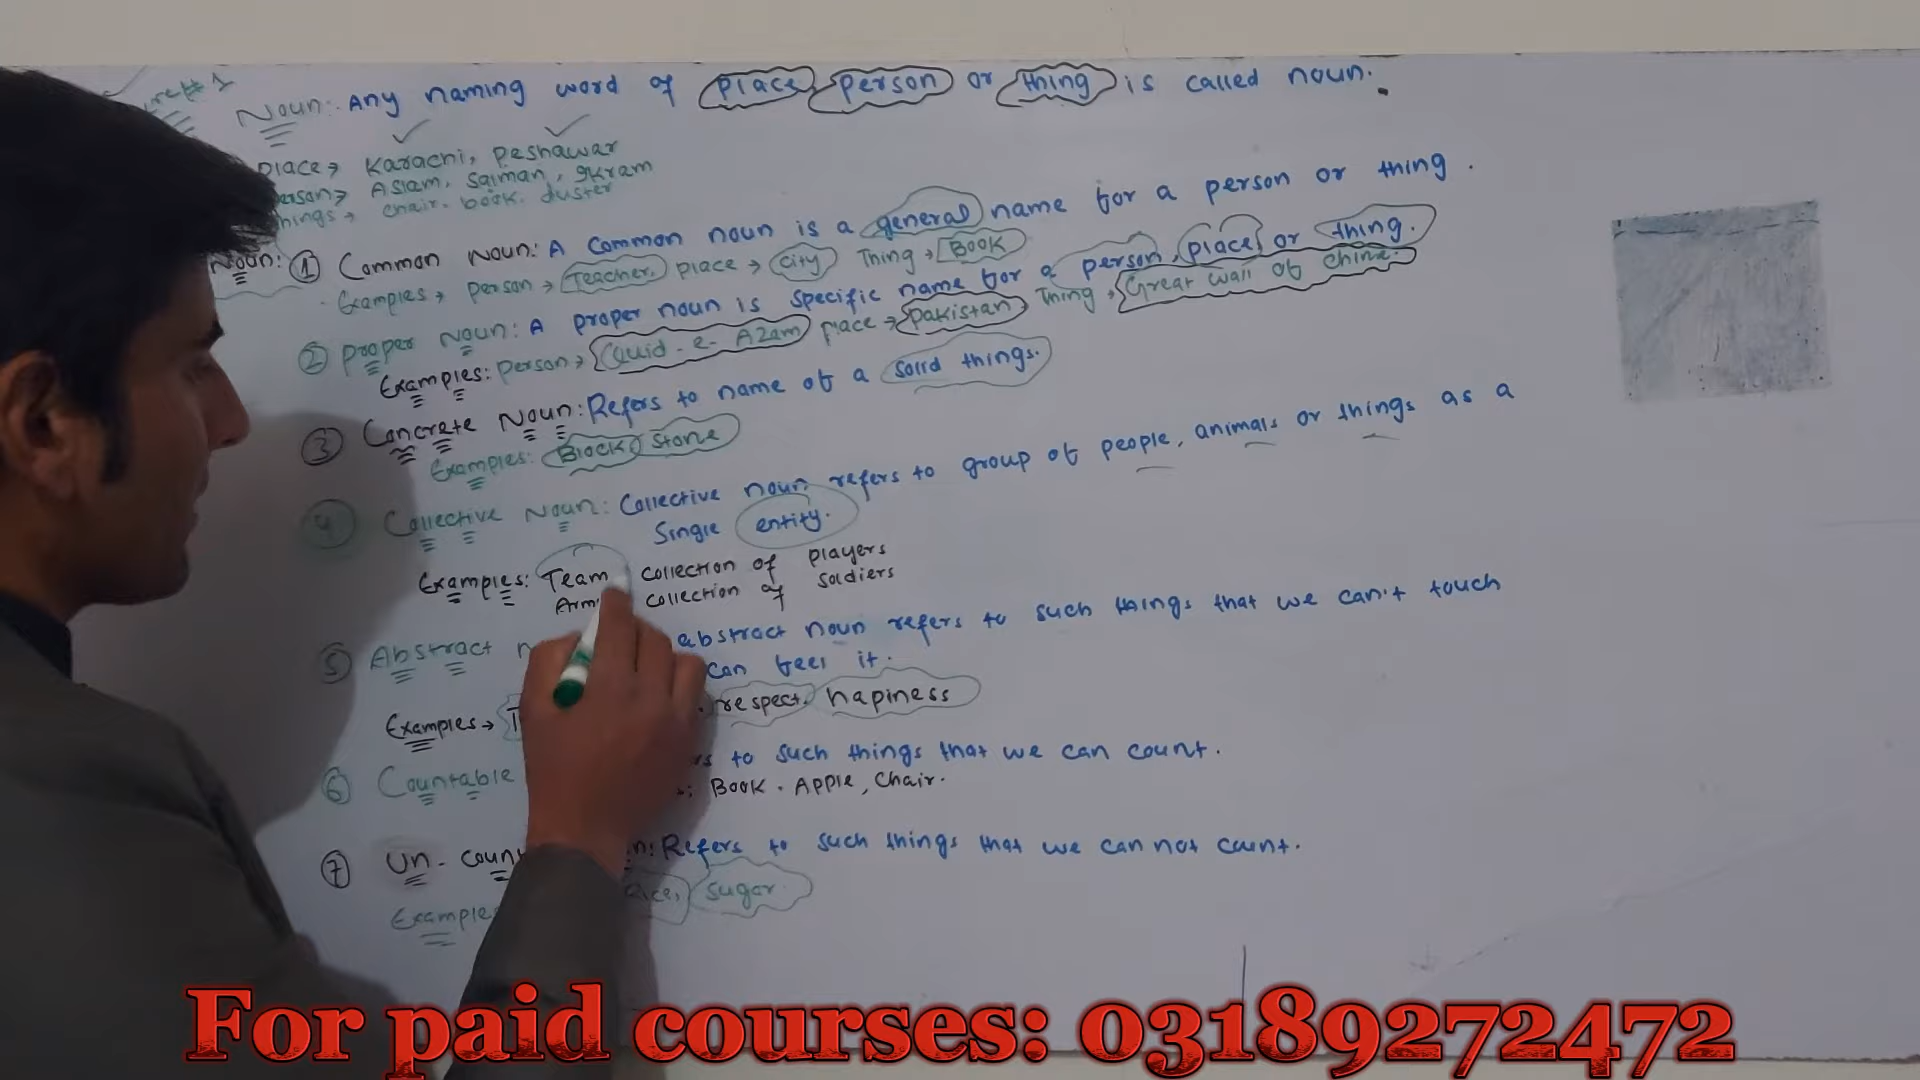 Noun: Any naming word of place, person or thing is called noun.
place→ Karachi, peshawar
Aslam, salman, Ikram
chair. book. duster
Noun: ① Common Noun: A common noun is a general name for a person or thing.
Examples → person → Teacher. place → city Thing → Book
② proper Noun: A proper noun is specific name for a person, place, or thing.
Examples: person → Quid-e-Azam place → pakistan Thing → Great wall of china.
③ Concrete Noun: Refers to name of a solid things.
Examples: Block, stone
④ Collective Noun: Collective noun refers to group of people, animals or things as a
Single entity.
Examples: Team collection of players
collection of soldiers
⑤ Abstract abstract noun refers to such things that we can't touch
can feel it.
Examples → respect. hapiness
⑥ Countable to such things that we can count.
Book. Apple, Chair.
⑦ Un-count Refers to such things that we can not count.
Examples sugar.
For paid courses: 03189272472